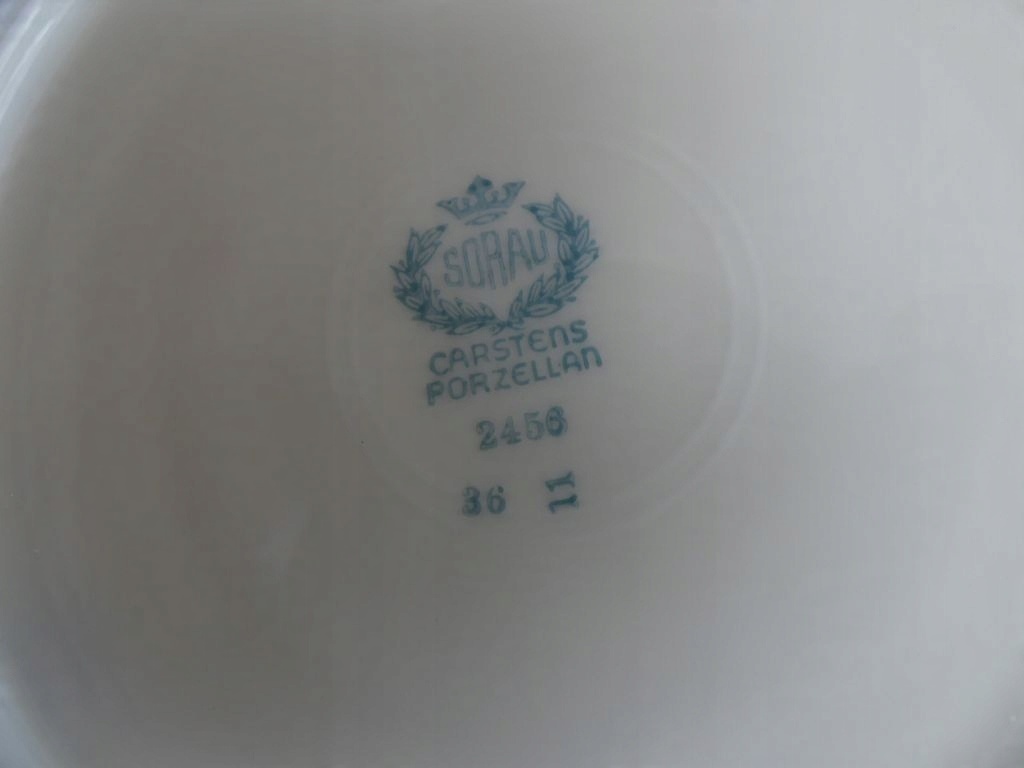 SORAU
CARSTENS
PORZELLAN
2456
36 11